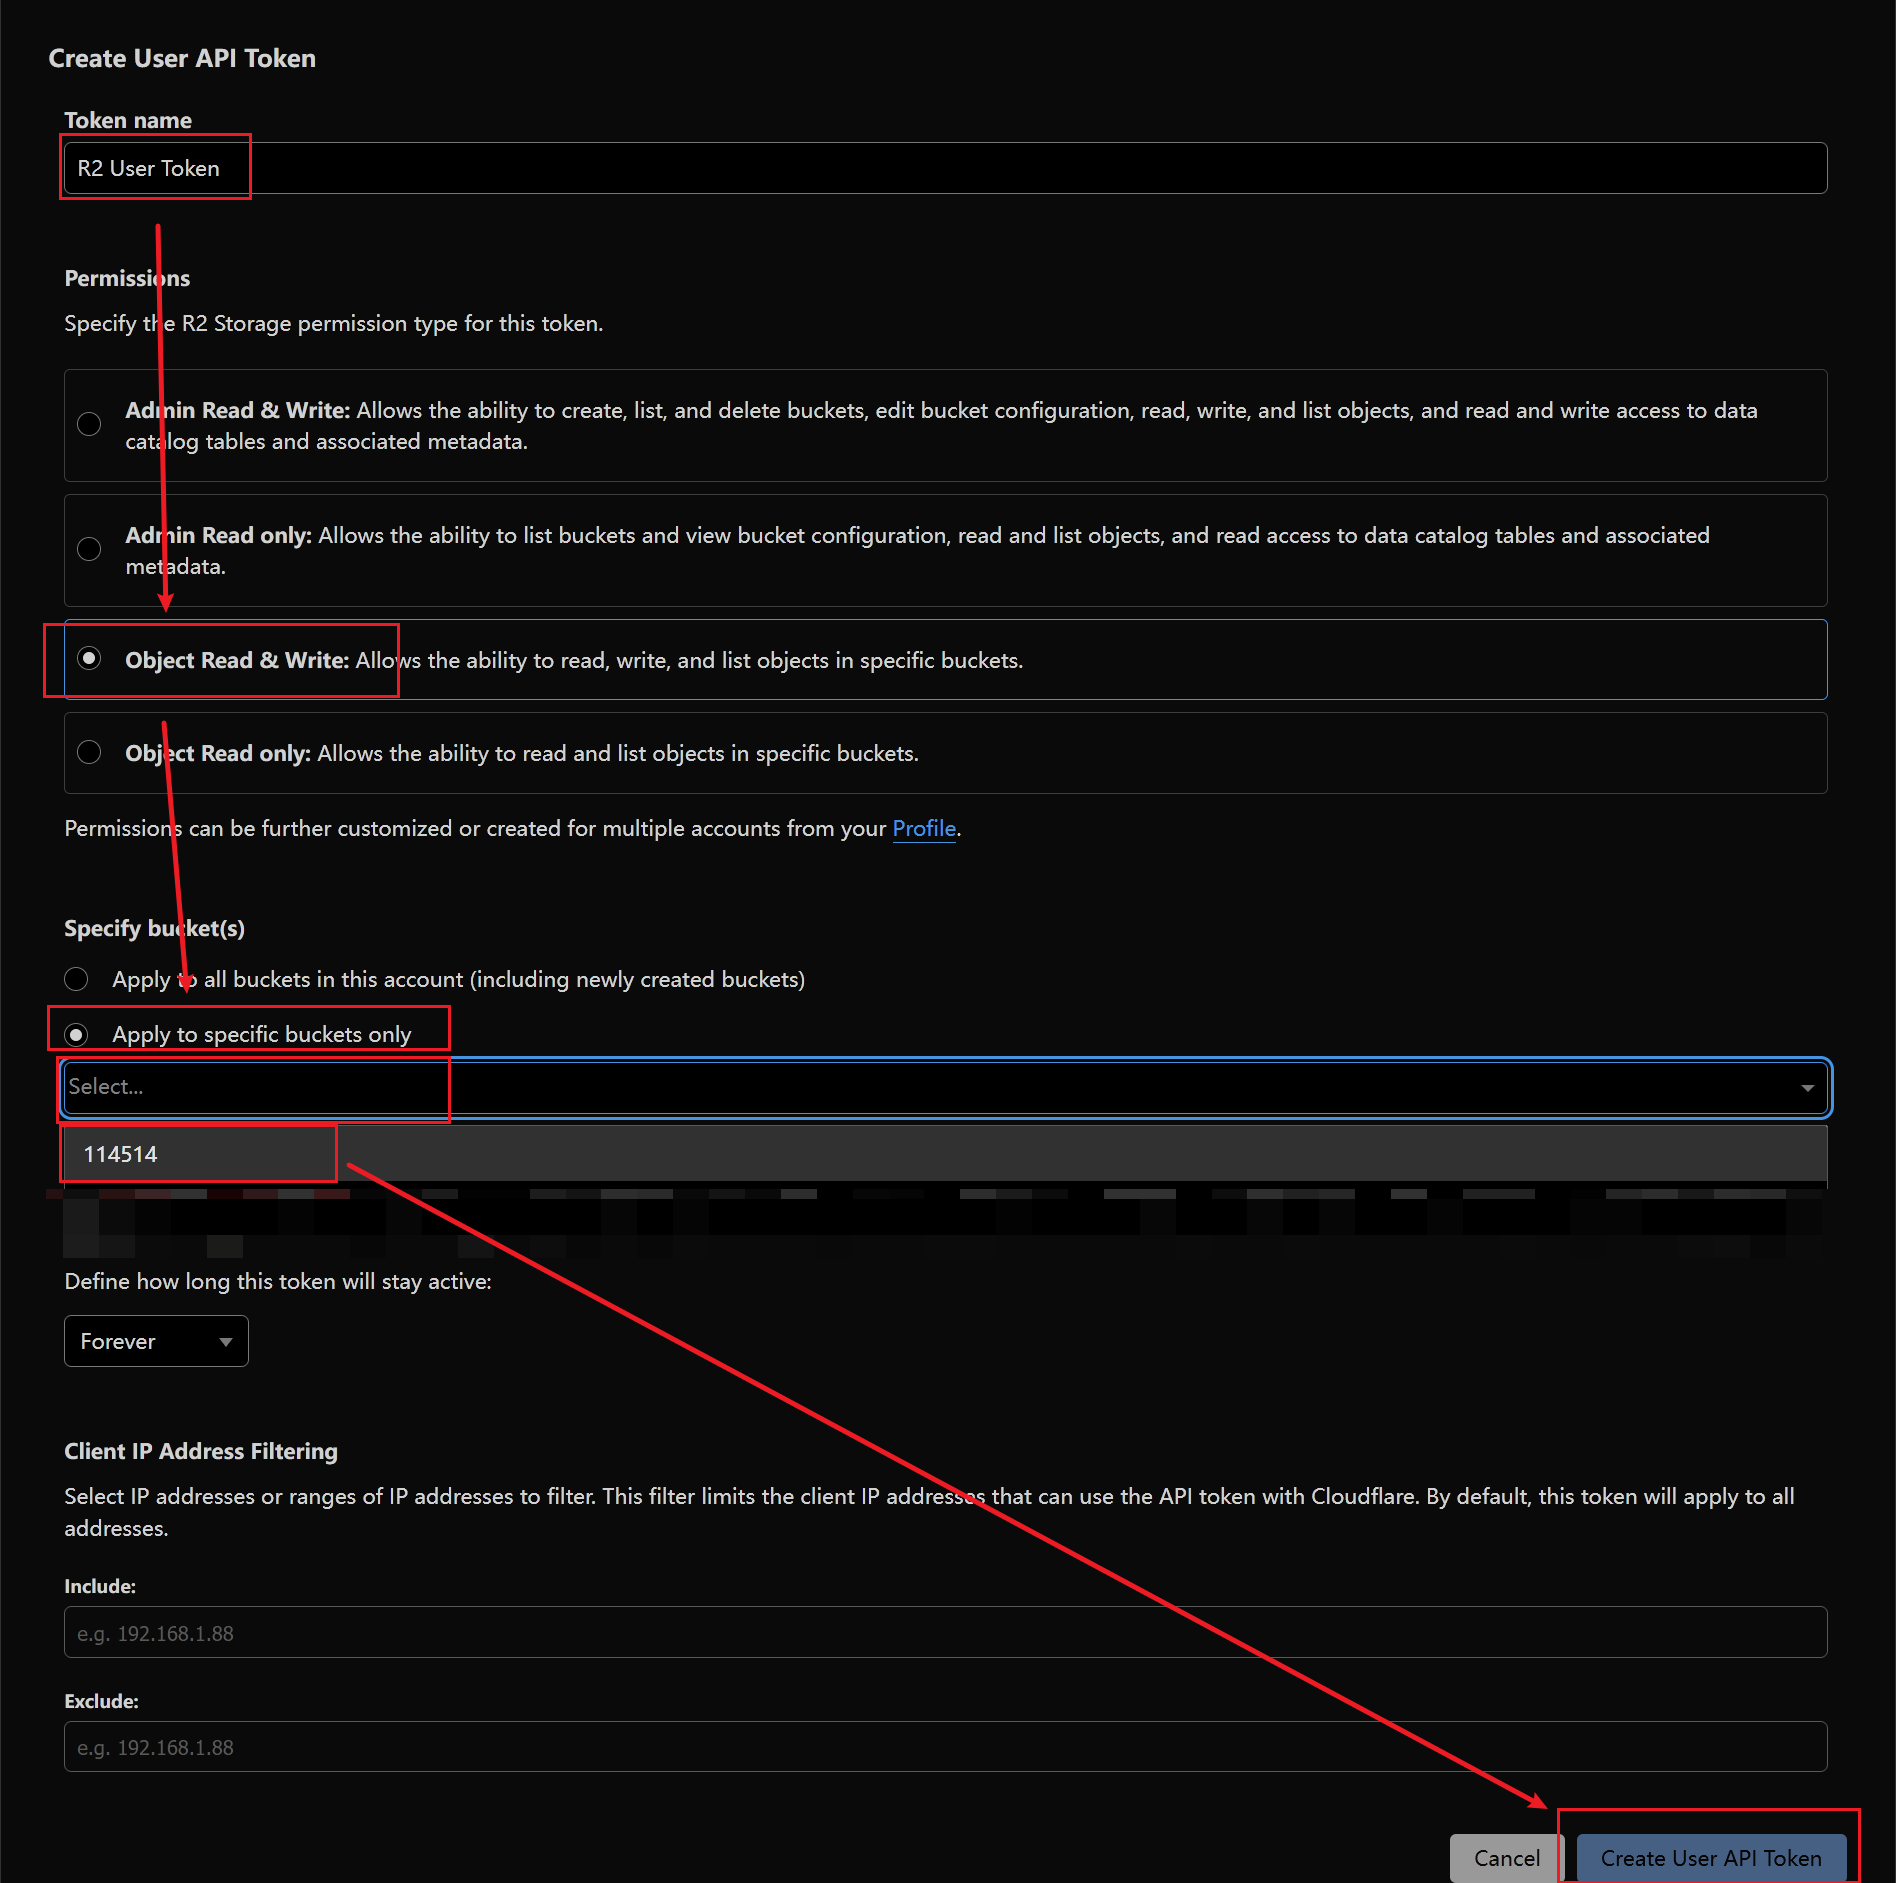 Create User API Token
Token name
R2 User Token
Permissions
Specify the R2 Storage permission type for this token.
Admin Read & Write: Allows the ability to create, list, and delete buckets, edit bucket configuration, read, write, and list objects, and read and write access to data
catalog tables and associated metadata.
Admin Read only: Allows the ability to list buckets and view bucket configuration, read and list objects, and read access to data catalog tables and associated
metadata.
Object Read & Write: Allows the ability to read, write, and list objects in specific buckets.
Object Read only: Allows the ability to read and list objects in specific buckets.
Permissions can be further customized or created for multiple accounts from your Profile.
Specify bucket(s)
Apply to all buckets in this account (including newly created buckets)
Apply to specific buckets only
Select...
114514
Define how long this token will stay active:
Forever
Client IP Address Filtering
Select IP addresses or ranges of IP addresses to filter. This filter limits the client IP addresses that can use the API token with Cloudflare. By default, this token will apply to all
addresses.
Include:
e.g. 192.168.1.88
Exclude:
e.g. 192.168.1.88
Cancel
Create User API Token